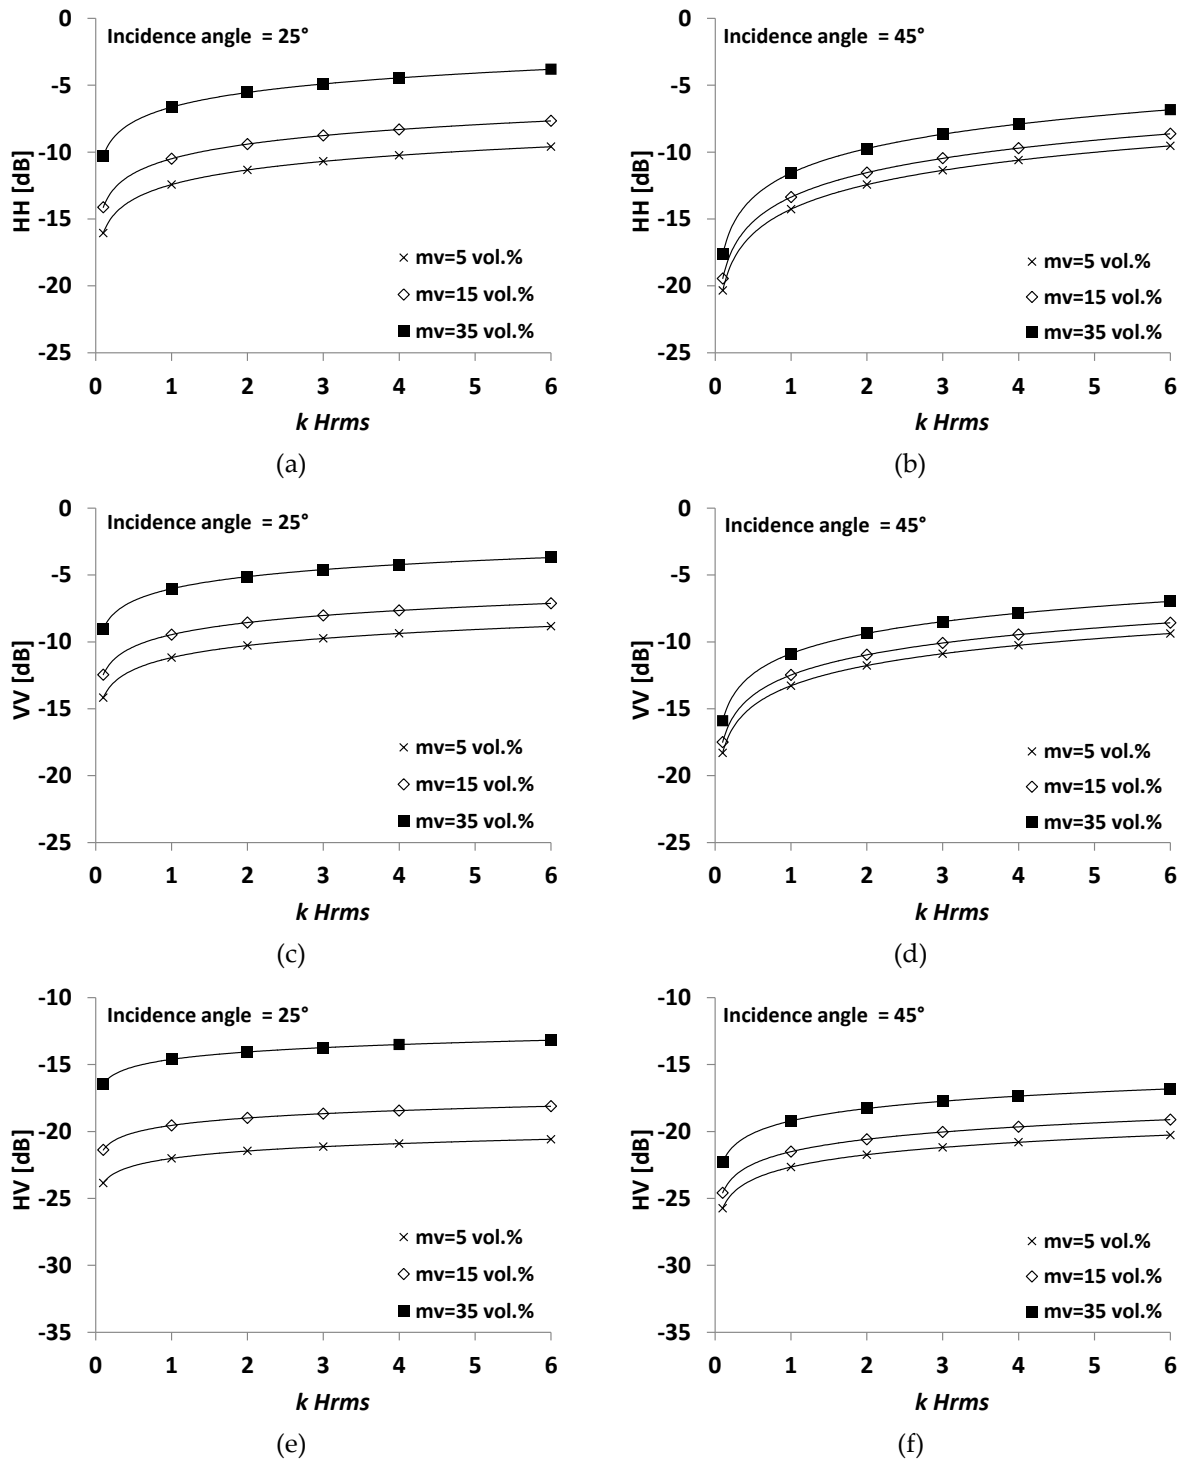 0
-5
-10
-15
-20
-25
HH [dB]
Incidence angle = 25°
mv=5 vol.%
mv=15 vol.%
mv=35 vol.%
0 1 2 3 4 5 6
k Hrms
(a)
0
-5
-10
-15
-20
-25
HH [dB]
Incidence angle = 45°
mv=5 vol.%
mv=15 vol.%
mv=35 vol.%
0 1 2 3 4 5 6
k Hrms
(b)
0
-5
-10
-15
-20
-25
VV [dB]
Incidence angle = 25°
mv=5 vol.%
mv=15 vol.%
mv=35 vol.%
0 1 2 3 4 5 6
k Hrms
(c)
0
-5
-10
-15
-20
-25
VV [dB]
Incidence angle = 45°
mv=5 vol.%
mv=15 vol.%
mv=35 vol.%
0 1 2 3 4 5 6
k Hrms
(d)
-10
-15
-20
-25
-30
-35
HV [dB]
Incidence angle = 25°
mv=5 vol.%
mv=15 vol.%
mv=35 vol.%
0 1 2 3 4 5 6
k Hrms
(e)
-10
-15
-20
-25
-30
-35
HV [dB]
Incidence angle = 45°
mv=5 vol.%
mv=15 vol.%
mv=35 vol.%
0 1 2 3 4 5 6
k Hrms
(f)